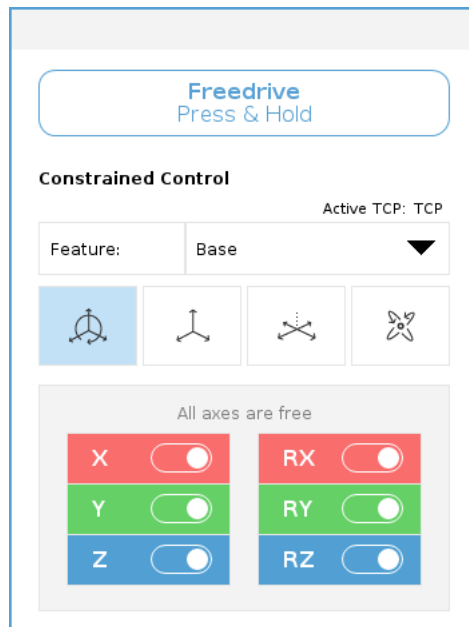 Freedrive
Press & Hold
Constrained Control
Active TCP: TCP
Feature: Base
All axes are free
X RX
Y RY
Z RZ